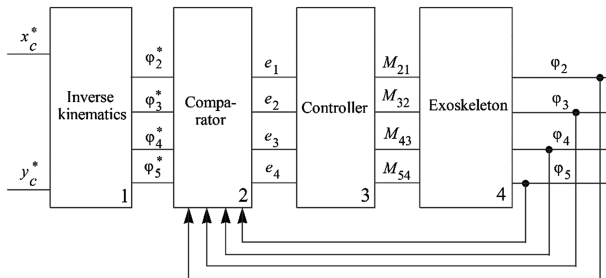 x*c
φ*2 e1 M21 φ2
Inverse kinematics
φ*3 Compa-rator e2 Controller M32 Exoskeleton φ3
φ*4 e3 M43 φ4
y*c φ*5 e4 M54 φ5
1 2 3 4